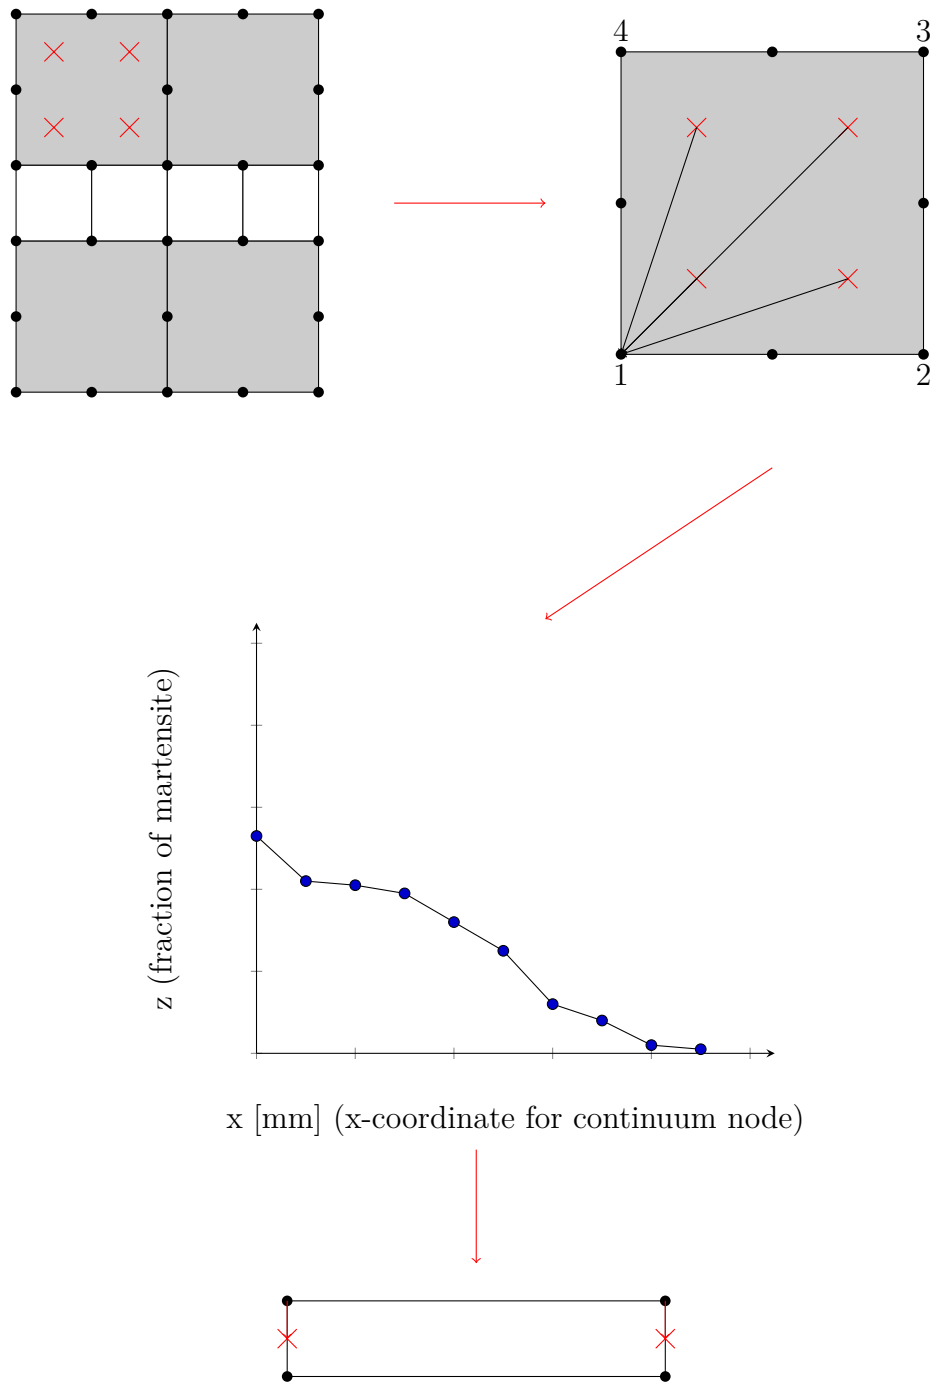 4 3
1 2
z (fraction of martensite)
x [mm] (x-coordinate for continuum node)